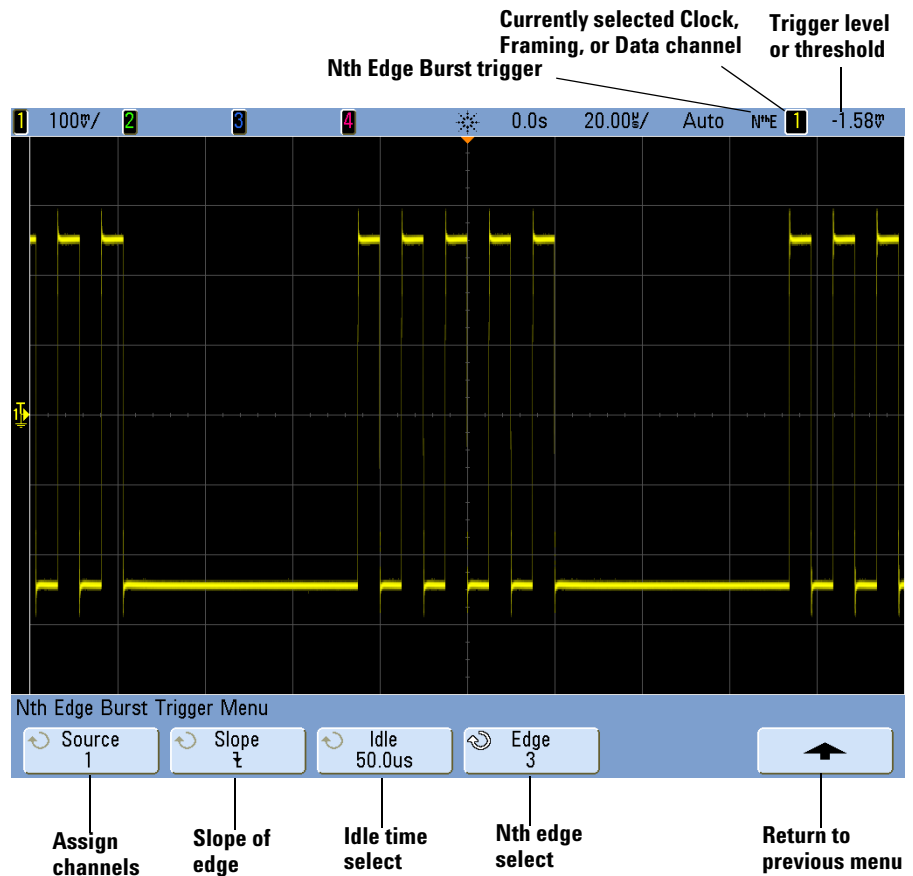 Currently selected Clock,
Framing, or Data channel
Trigger level
or threshold
Nth Edge Burst trigger
1 100mV/ 2 3 4 0.0s 20.00µs/ Auto NthE 1 -1.58mV
1
Nth Edge Burst Trigger Menu
Source
1
Slope
Idle
50.0us
Edge
3
Assign
channels
Slope of
edge
Idle time
select
Nth edge
select
Return to
previous menu